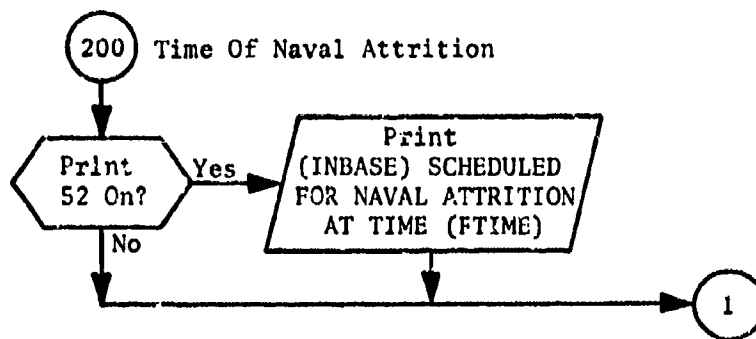 200 Time Of Naval Attrition
Print
52 On?
Yes
No
Print
(INBASE) SCHEDULED
FOR NAVAL ATTRITION
AT TIME (FTIME)
1